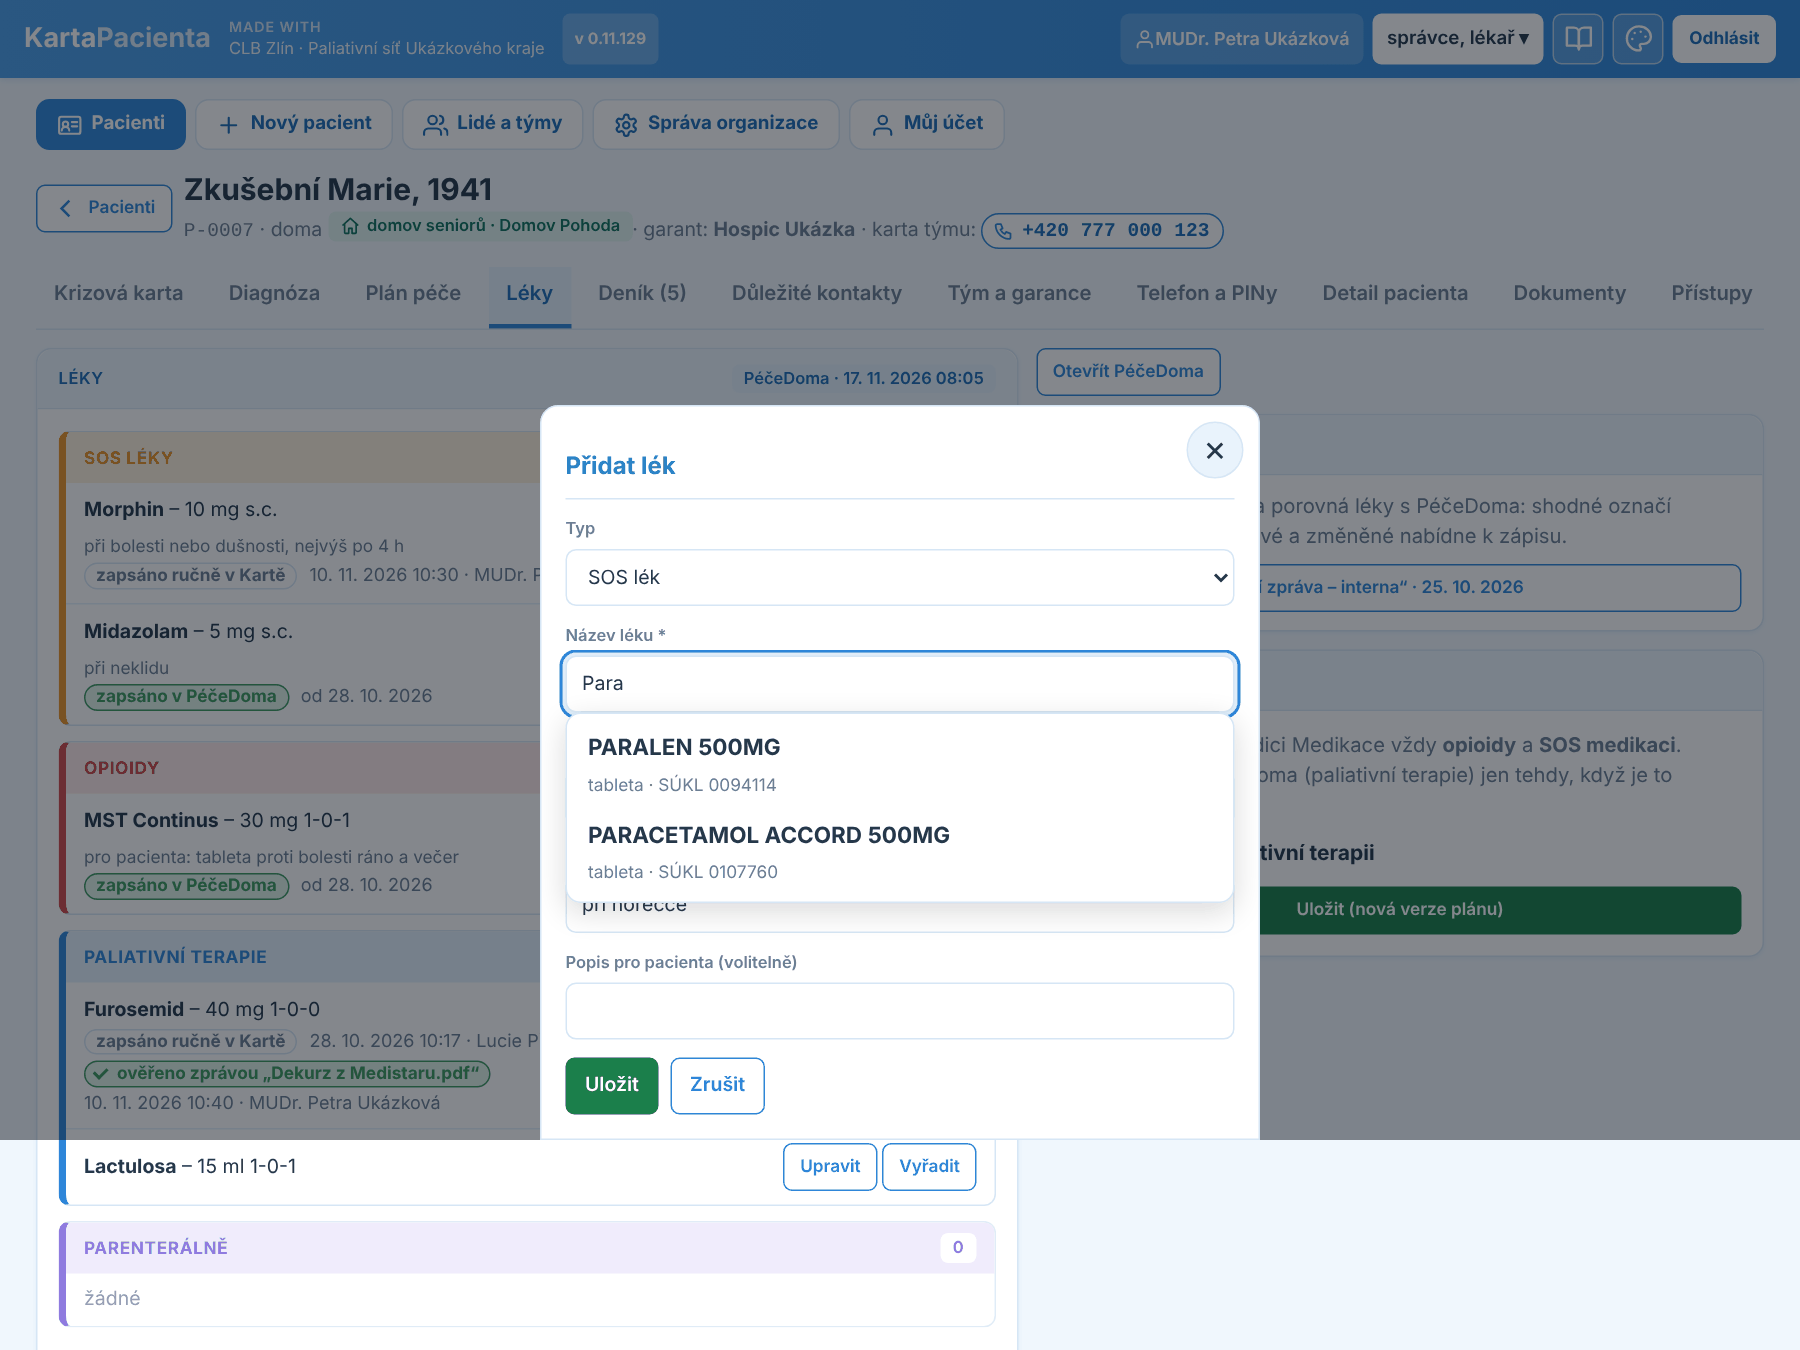 KartaPacienta
MADE WITH
CLB Zlín · Paliativní síť Ukázkového kraje
v 0.11.129
MUDr. Petra Ukázková
správce, lékař ▾
Odhlásit
Pacienti
Nový pacient
Lidé a týmy
Správa organizace
Můj účet
Pacienti
Zkušební Marie, 1941
P-0007 · doma domov seniorů · Domov Pohoda · garant: Hospic Ukázka · karta týmu: +420 777 000 123
Krizová karta
Diagnóza
Plán péče
Léky
Deník (5)
Důležité kontakty
Tým a garance
Telefon a PINy
Detail pacienta
Dokumenty
Přístupy
LÉKY
PéčeDoma · 17. 11. 2026 08:05
SOS LÉKY
Morphin – 10 mg s.c.
při bolesti nebo dušnosti, nejvýš po 4 h
zapsáno ručně v Kartě 10. 11. 2026 10:30 · MUDr.
Midazolam – 5 mg s.c.
při neklidu
zapsáno v PéčeDoma od 28. 10. 2026
OPIOIDY
MST Continus – 30 mg 1-0-1
pro pacienta: tableta proti bolesti ráno a večer
zapsáno v PéčeDoma od 28. 10. 2026
PALIATIVNÍ TERAPIE
Furosemid – 40 mg 1-0-0
zapsáno ručně v Kartě 28. 10. 2026 10:17 · Lucie P
ověřeno zprávou „Dekurz z Medistaru.pdf“
10. 11. 2026 10:40 · MUDr. Petra Ukázková
Lactulosa – 15 ml 1-0-1
Upravit
Vyřadit
PARENTERÁLNĚ
0
žádné
Přidat lék
Typ
SOS lék
Název léku *
Para
PARALEN 500MG
tableta · SÚKL 0094114
PARACETAMOL ACCORD 500MG
tableta · SÚKL 0107760
při horečce
Popis pro pacienta (volitelně)
Uložit
Zrušit
Otevřít PéčeDoma
porovná léky s PéčeDoma: shodné označí
vé a změněné nabídne k zápisu.
zpráva – interna“ · 25. 10. 2026
dici Medikace vždy opioidy a SOS medikaci.
oma (paliativní terapie) jen tehdy, když je to
tivní terapii
Uložit (nová verze plánu)